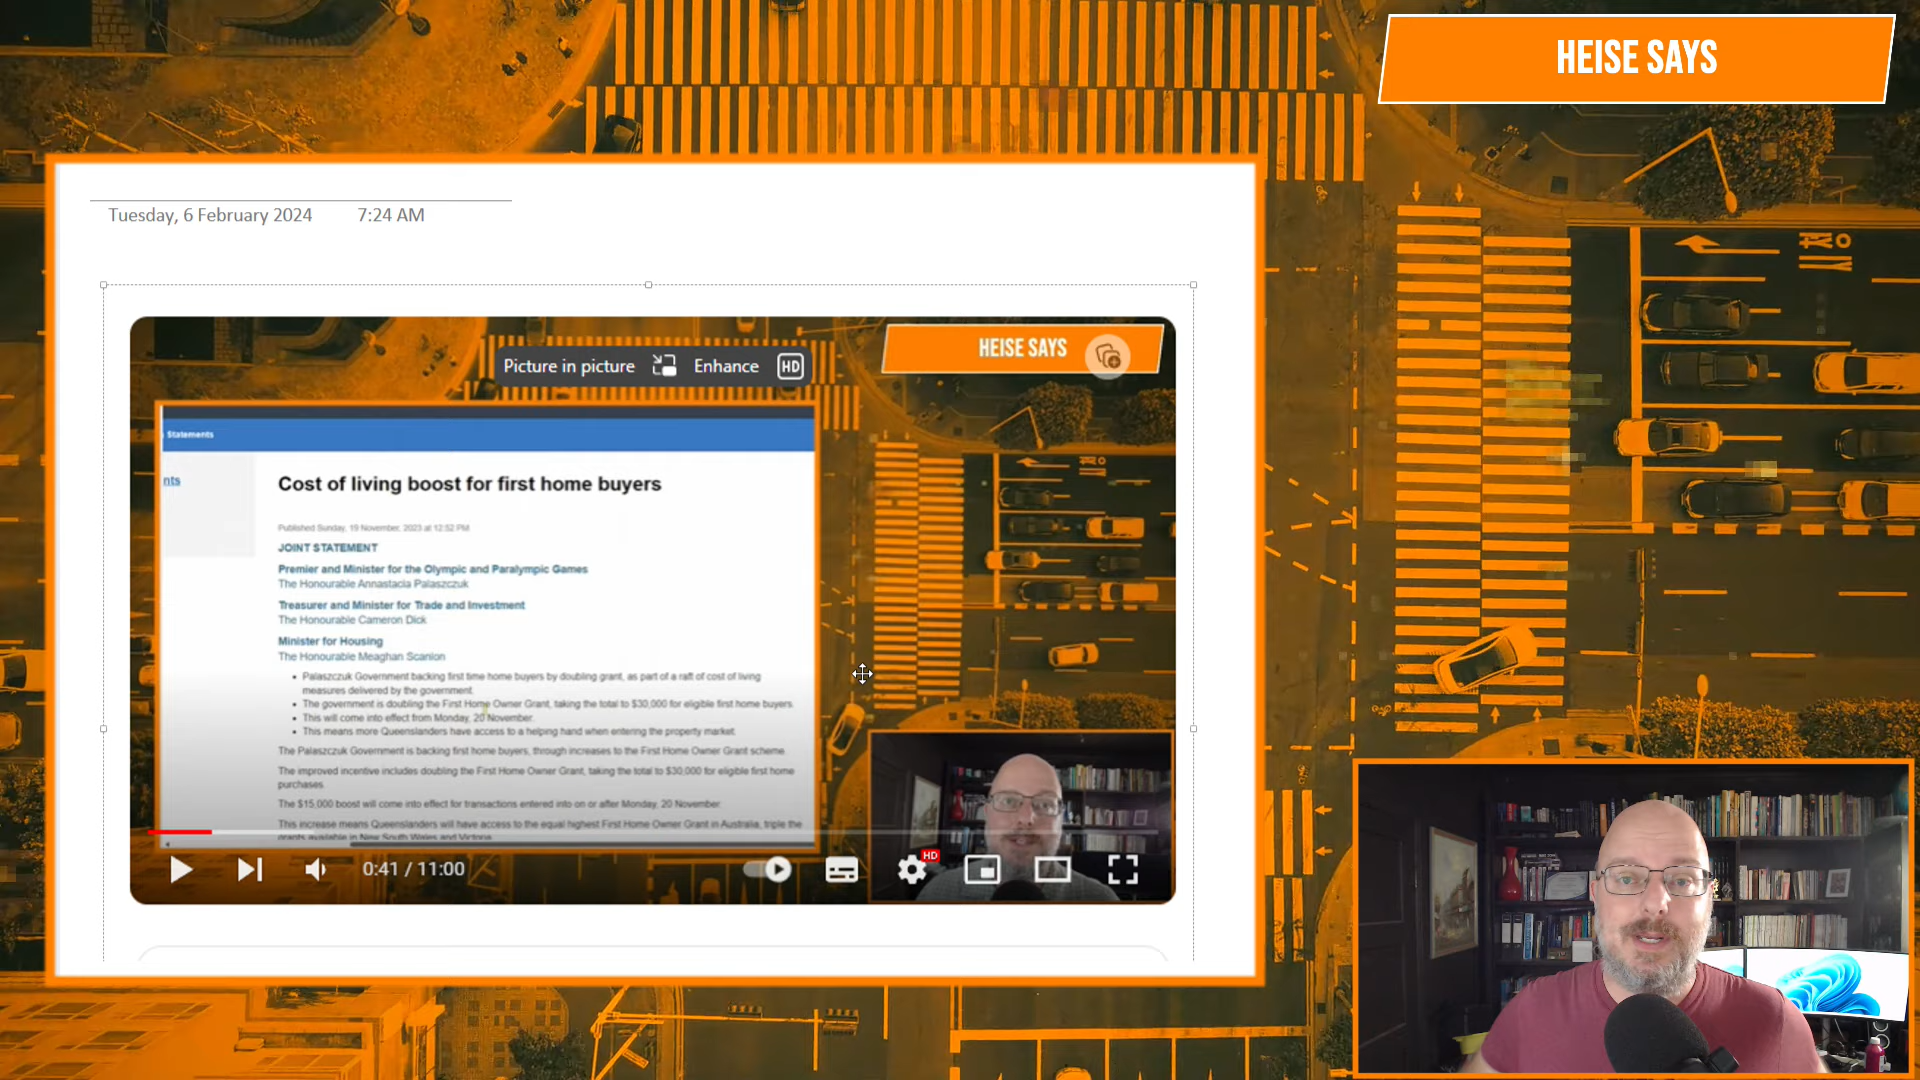 HEISE SAYS
Tuesday, 6 February 2024 7:24 AM
HEISE SAYS
Picture in picture Enhance HD
Statements
nts
Cost of living boost for first home buyers
Published Sunday, 19 November, 2023 at 12:52 PM
JOINT STATEMENT
Premier and Minister for the Olympic and Paralympic Games
The Honourable Annastacia Palaszczuk
Treasurer and Minister for Trade and Investment
The Honourable Cameron Dick
Minister for Housing
The Honourable Meaghan Scanlon
• Palaszczuk Government backing first time home buyers by doubling grant, as part of a raft of cost of living
measures delivered by the government.
• The government is doubling the First Home Owner Grant, taking the total to $30,000 for eligible first home buyers.
• This will come into effect from Monday, 20 November.
• This means more Queenslanders have access to a helping hand when entering the property market.
The Palaszczuk Government is backing first home buyers, through increases to the First Home Owner Grant scheme.
The improved incentive includes doubling the First Home Owner Grant, taking the total to $30,000 for eligible first home
purchases.
The $15,000 boost will come into effect for transactions entered into on or after Monday, 20 November.
This increase means Queenslanders will have access to the equal highest First Home Owner Grant in Australia, triple the
grants available in New South Wales and Victoria.
0:41 / 11:00
HD